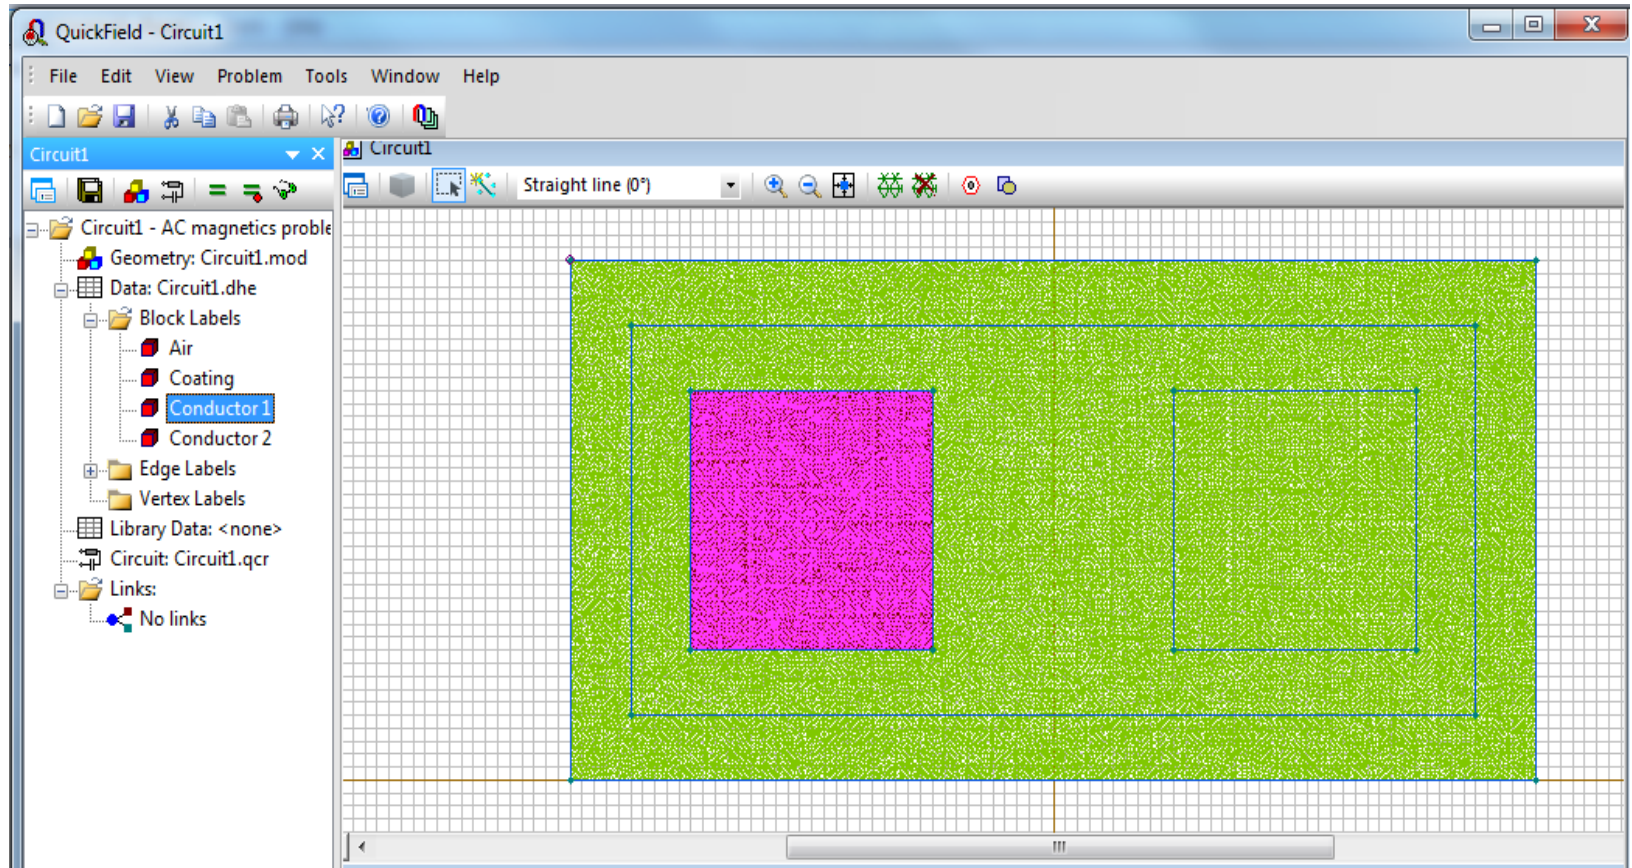 QuickField - Circuit1
File Edit View Problem Tools Window Help
Circuit1
Circuit1
Straight line (0°)
Circuit1 - AC magnetics proble
Geometry: Circuit1.mod
Data: Circuit1.dhe
Block Labels
Air
Coating
Conductor 1
Conductor 2
Edge Labels
Vertex Labels
Library Data: <none>
Circuit: Circuit1.qcr
Links:
No links